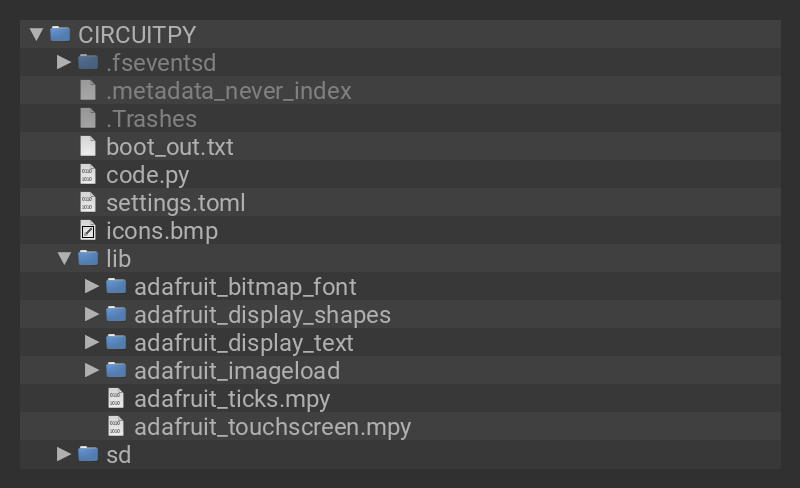 CIRCUITPY
.fseventsd
.metadata_never_index
.Trashes
boot_out.txt
code.py
settings.toml
icons.bmp
lib
adafruit_bitmap_font
adafruit_display_shapes
adafruit_display_text
adafruit_imageload
adafruit_ticks.mpy
adafruit_touchscreen.mpy
sd